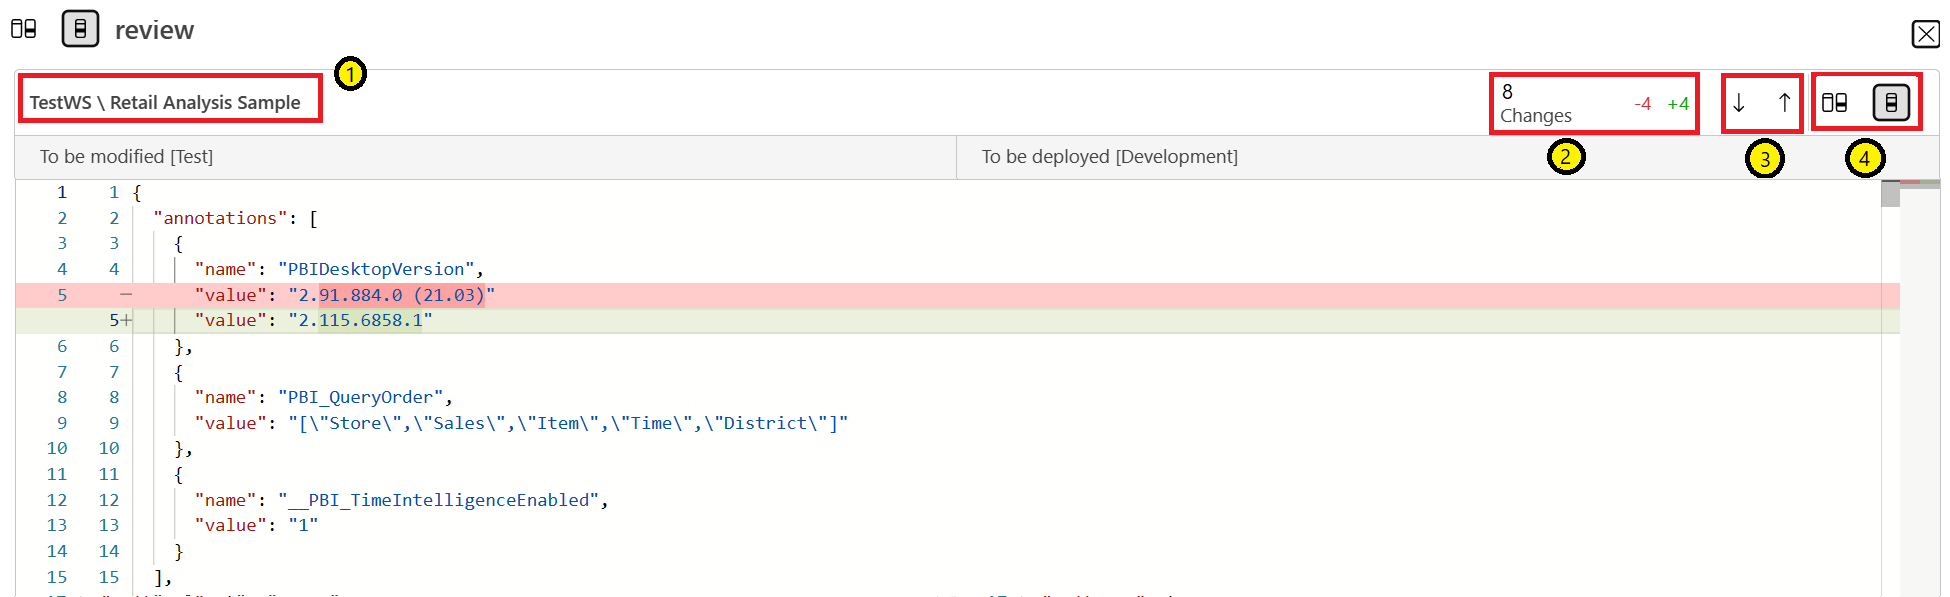 review
TestWS \ Retail Analysis Sample
1
8
Changes
-4 +4
2
3
4
To be modified [Test]
To be deployed [Development]
1 1 {
2 2 "annotations": [
3 3 {
4 4 "name": "PBIDesktopVersion",
5 − "value": "2.91.884.0 (21.03)"
5+ "value": "2.115.6858.1"
6 6 },
7 7 {
8 8 "name": "PBI_QueryOrder",
9 9 "value": "[\"Store\",\"Sales\",\"Item\",\"Time\",\"District\"]"
10 10 },
11 11 {
12 12 "name": "__PBI_TimeIntelligenceEnabled",
13 13 "value": "1"
14 14 }
15 15 ],